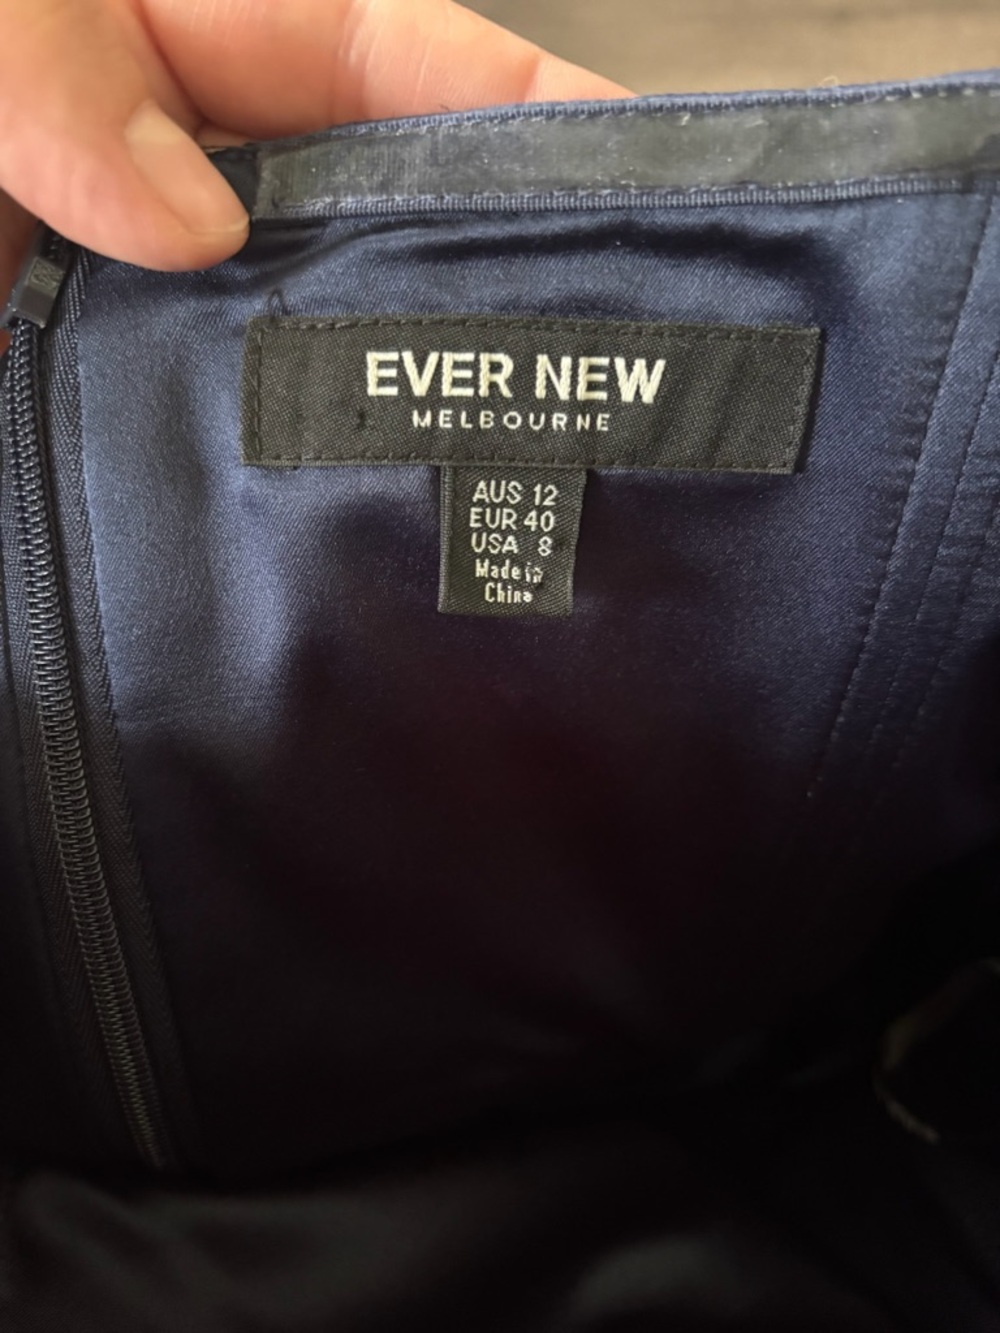 EVER NEW
MELBOURNE
AUS 12
EUR 40
USA 8
Made in
China